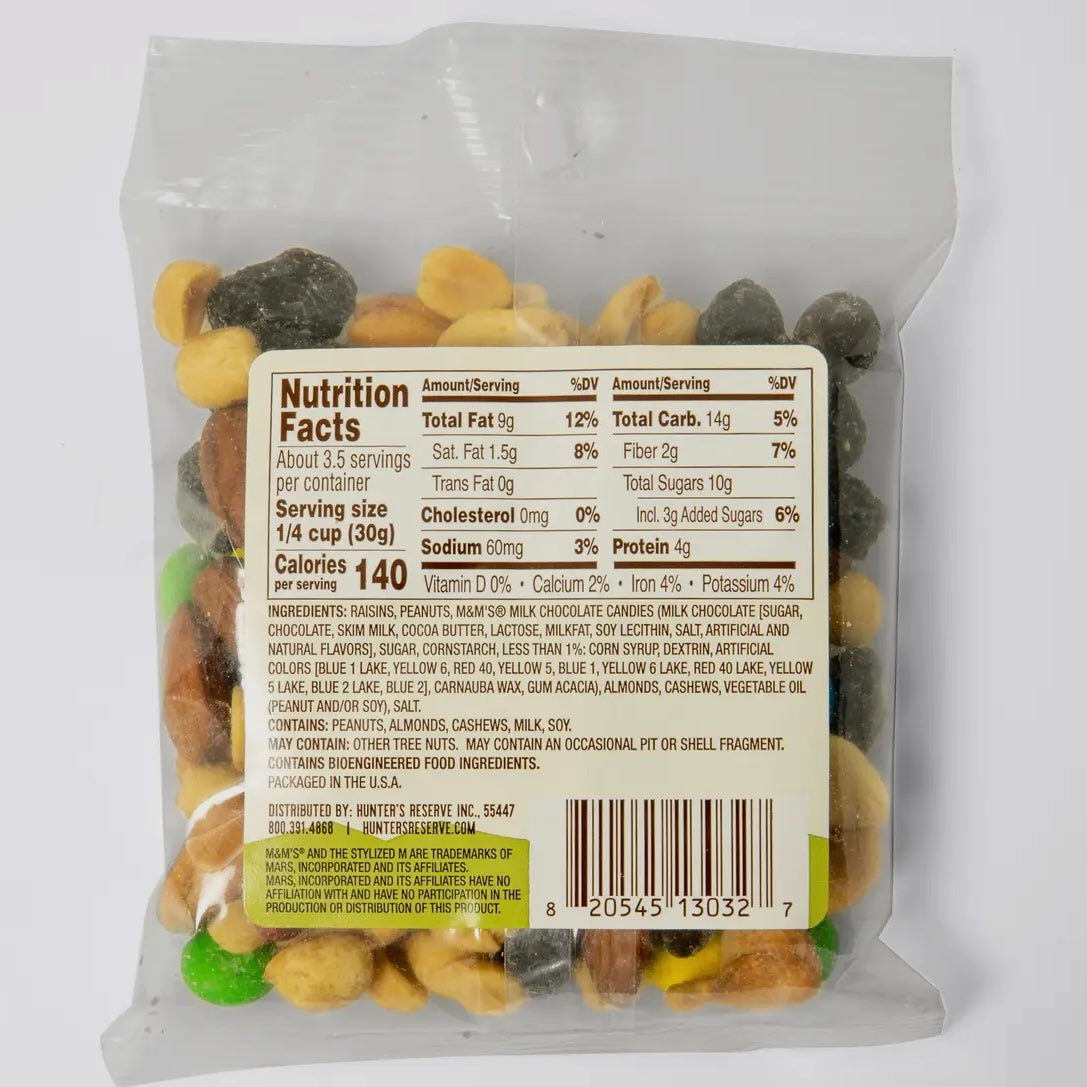 Nutrition
Facts
About 3.5 servings
per container
Serving size
1/4 cup (30g)
Calories
per serving 140
Amount/Serving %DV
Total Fat 9g 12%
Sat. Fat 1.5g 8%
Trans Fat 0g
Cholesterol 0mg 0%
Sodium 60mg 3%
Amount/Serving %DV
Total Carb. 14g 5%
Fiber 2g 7%
Total Sugars 10g
Incl. 3g Added Sugars 6%
Protein 4g
Vitamin D 0% • Calcium 2% • Iron 4% • Potassium 4%
INGREDIENTS: RAISINS, PEANUTS, M&M'S® MILK CHOCOLATE CANDIES (MILK CHOCOLATE [SUGAR,
CHOCOLATE, SKIM MILK, COCOA BUTTER, LACTOSE, MILKFAT, SOY LECITHIN, SALT, ARTIFICIAL AND
NATURAL FLAVORS], SUGAR, CORNSTARCH, LESS THAN 1%: CORN SYRUP, DEXTRIN, ARTIFICIAL
COLORS [BLUE 1 LAKE, YELLOW 6, RED 40, YELLOW 5, BLUE 1, YELLOW 6 LAKE, RED 40 LAKE, YELLOW
5 LAKE, BLUE 2 LAKE, BLUE 2], CARNAUBA WAX, GUM ACACIA), ALMONDS, CASHEWS, VEGETABLE OIL
(PEANUT AND/OR SOY), SALT.
CONTAINS: PEANUTS, ALMONDS, CASHEWS, MILK, SOY.
MAY CONTAIN: OTHER TREE NUTS. MAY CONTAIN AN OCCASIONAL PIT OR SHELL FRAGMENT.
CONTAINS BIOENGINEERED FOOD INGREDIENTS.
PACKAGED IN THE U.S.A.
DISTRIBUTED BY: HUNTER'S RESERVE INC., 55447
800.391.4868 | HUNTERSRESERVE.COM
M&M'S® AND THE STYLIZED M ARE TRADEMARKS OF
MARS, INCORPORATED AND ITS AFFILIATES.
MARS, INCORPORATED AND ITS AFFILIATES HAVE NO
AFFILIATION WITH AND HAVE NO PARTICIPATION IN THE
PRODUCTION OR DISTRIBUTION OF THIS PRODUCT.
8 20545 13032 7